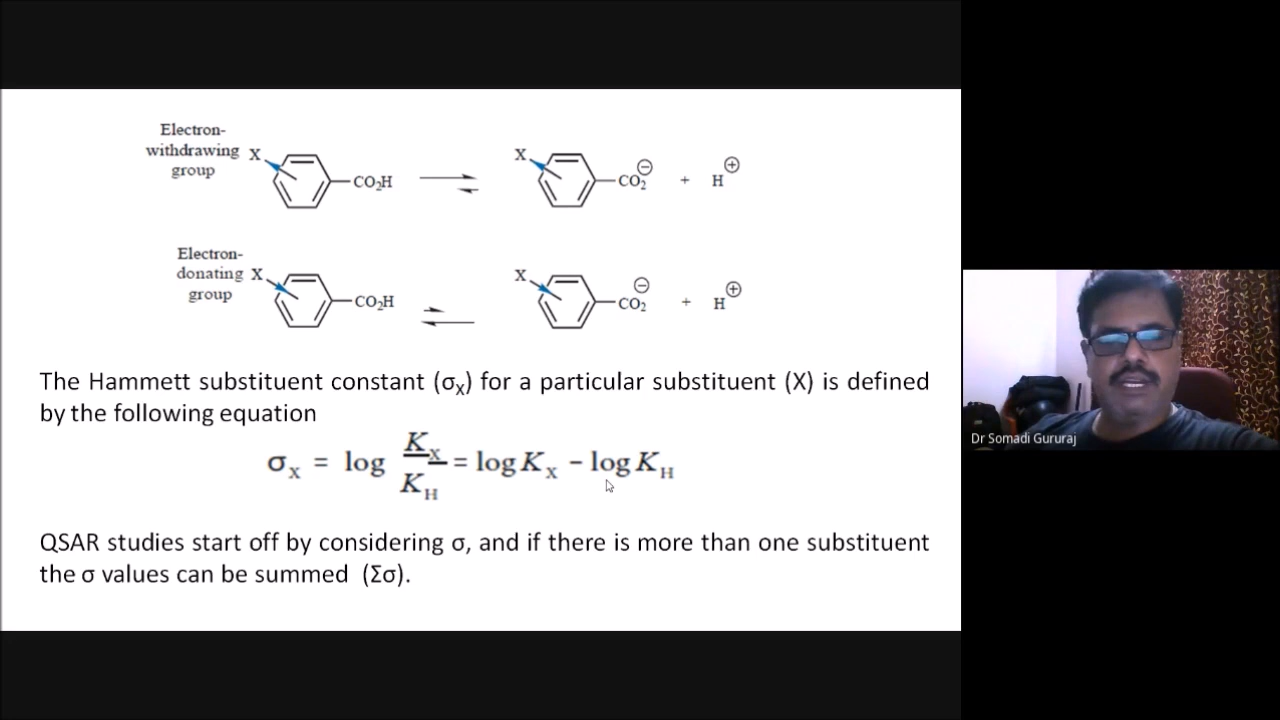 Electron-
withdrawing X
group
CO₂H
X
CO₂⊖ + H⊕
Electron-
donating X
group
CO₂H
X
CO₂⊖ + H⊕
The Hammett substituent constant (σₓ) for a particular substituent (X) is defined
by the following equation
σₓ = log Kₓ/K_H = log Kₓ − log K_H
QSAR studies start off by considering σ, and if there is more than one substituent
the σ values can be summed (Σσ).
Dr Somadi Gururaj